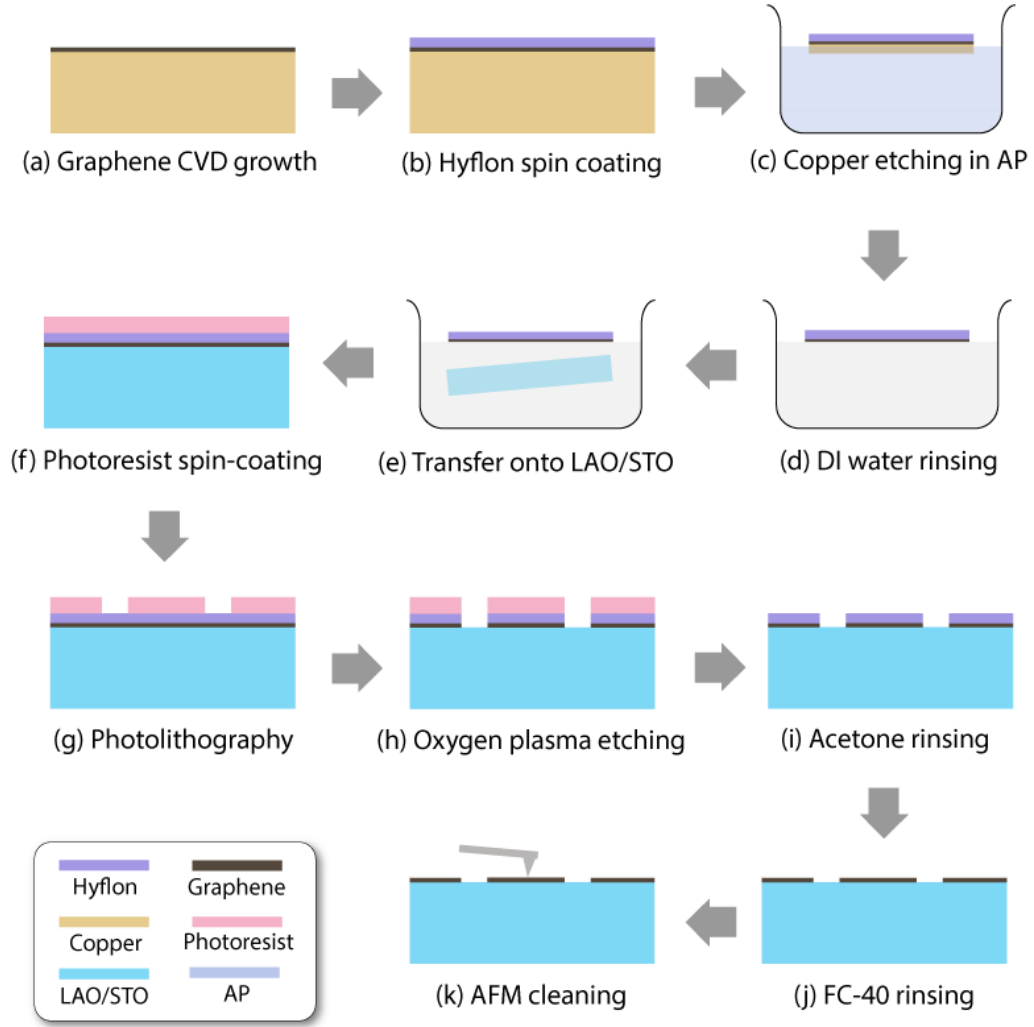 (a) Graphene CVD growth
(b) Hyflon spin coating
(c) Copper etching in AP
(f) Photoresist spin-coating
(e) Transfer onto LAO/STO
(d) DI water rinsing
(g) Photolithography
(h) Oxygen plasma etching
(i) Acetone rinsing
Hyflon
Graphene
Copper
Photoresist
LAO/STO
AP
(k) AFM cleaning
(j) FC-40 rinsing